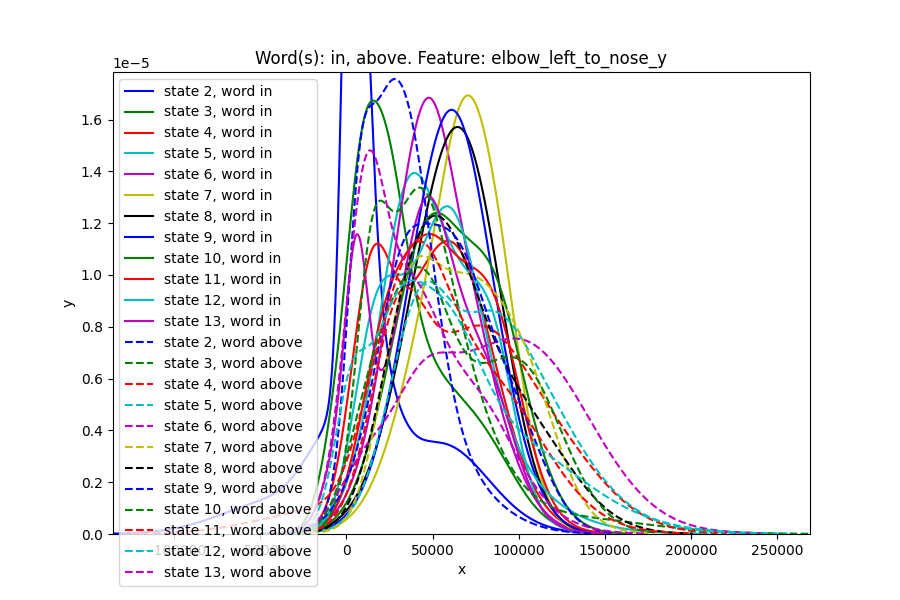 Word(s): in, above. Feature: elbow_left_to_nose_y
1e−5
1.6
1.4
1.2
1.0
0.8
0.6
0.4
0.2
0.0
y
state 2, word in
state 3, word in
state 4, word in
state 5, word in
state 6, word in
state 7, word in
state 8, word in
state 9, word in
state 10, word in
state 11, word in
state 12, word in
state 13, word in
state 2, word above
state 3, word above
state 4, word above
state 5, word above
state 6, word above
state 7, word above
state 8, word above
state 9, word above
state 10, word above
state 11, word above
state 12, word above
state 13, word above
0 50000 100000 150000 200000 250000
x